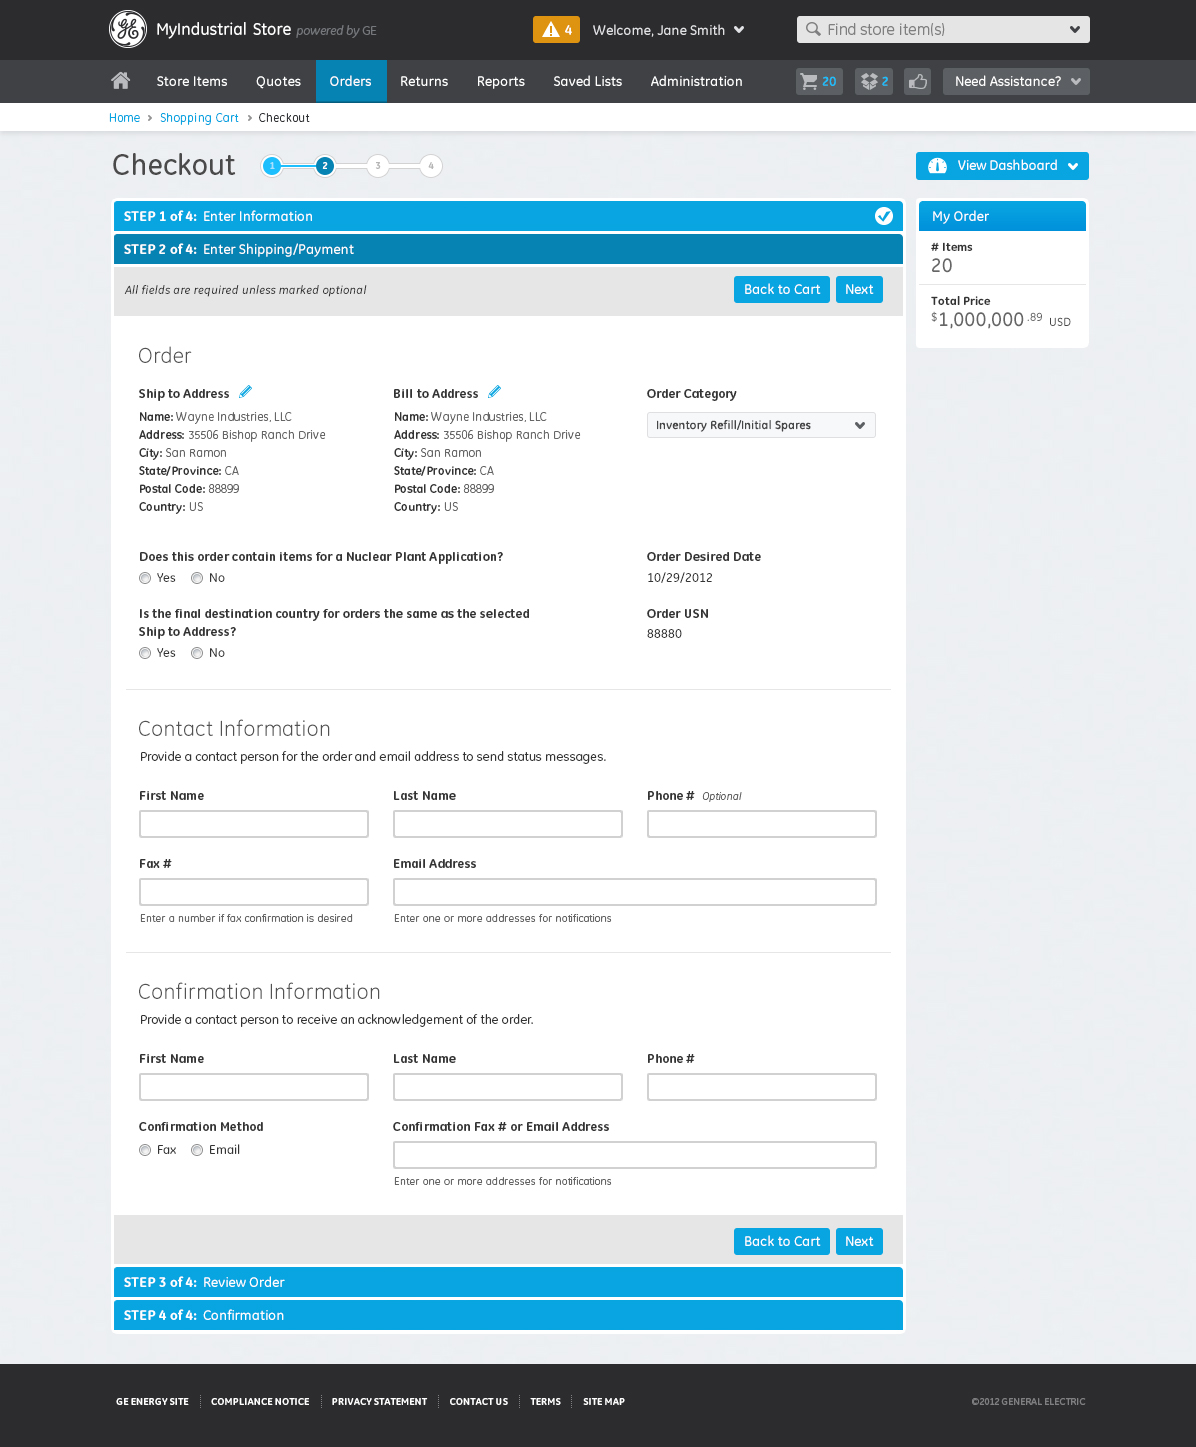 MyIndustrial Store powered by GE
4
Welcome, Jane Smith
Find store item(s)
Store Items
Quotes
Orders
Returns
Reports
Saved Lists
Administration
20
2
Need Assistance?
Home
Shopping Cart
Checkout
Checkout
1
2
3
4
View Dashboard
STEP 1 of 4: Enter Information
STEP 2 of 4: Enter Shipping/Payment
All fields are required unless marked optional
Back to Cart
Next
My Order
# Items
20
Total Price
$1,000,000.89 USD
Order
Ship to Address
Name: Wayne Industries, LLC
Address: 35506 Bishop Ranch Drive
City: San Ramon
State/Province: CA
Postal Code: 88899
Country: US
Bill to Address
Name: Wayne Industries, LLC
Address: 35506 Bishop Ranch Drive
City: San Ramon
State/Province: CA
Postal Code: 88899
Country: US
Order Category
Inventory Refill/Initial Spares
Does this order contain items for a Nuclear Plant Application?
Yes
No
Order Desired Date
10/29/2012
Is the final destination country for orders the same as the selected
Ship to Address?
Yes
No
Order USN
88880
Contact Information
Provide a contact person for the order and email address to send status messages.
First Name
Last Name
Phone # Optional
Fax #
Email Address
Enter a number if fax confirmation is desired
Enter one or more addresses for notifications
Confirmation Information
Provide a contact person to receive an acknowledgement of the order.
First Name
Last Name
Phone #
Confirmation Method
Fax
Email
Confirmation Fax # or Email Address
Enter one or more addresses for notifications
Back to Cart
Next
STEP 3 of 4: Review Order
STEP 4 of 4: Confirmation
GE ENERGY SITE
COMPLIANCE NOTICE
PRIVACY STATEMENT
CONTACT US
TERMS
SITE MAP
©2012 GENERAL ELECTRIC